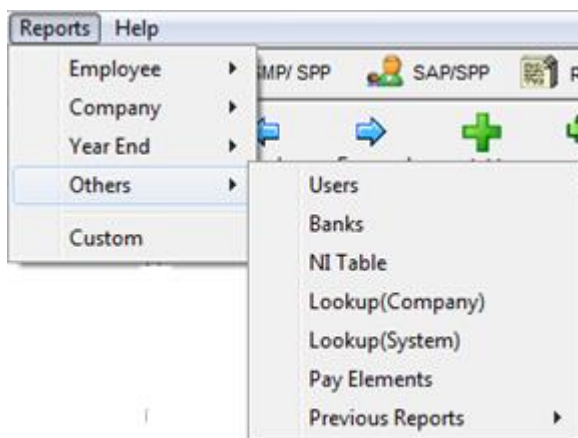 Reports Help
Employee
MP/ SPP
SAP/SPP
Company
Year End
Others
Users
Banks
Custom
NI Table
Lookup(Company)
Lookup(System)
Pay Elements
Previous Reports